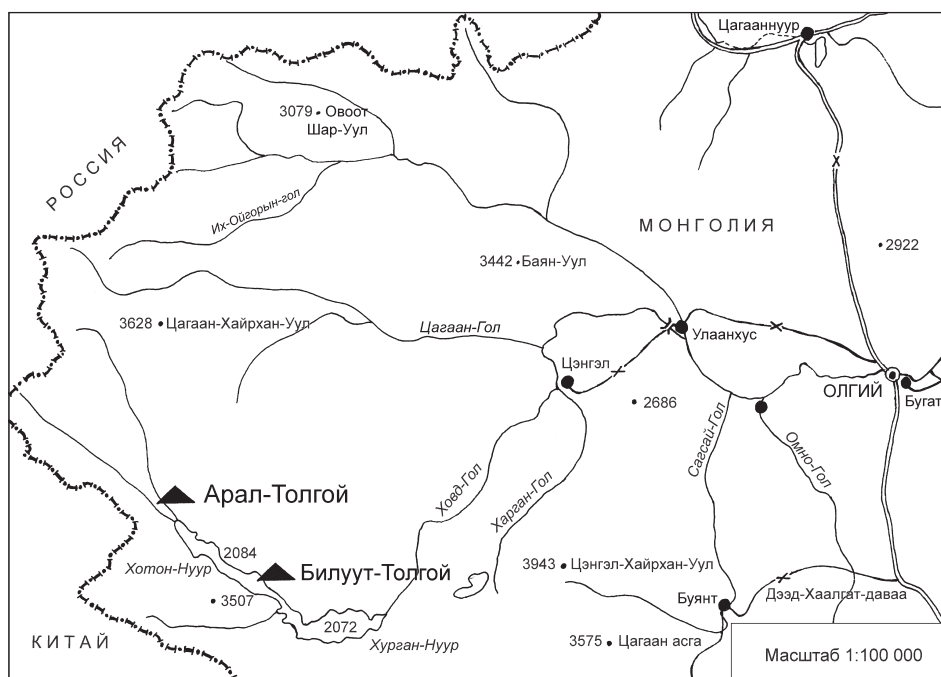 Цагааннуур
3079 Овоот
Шар-Уул
РОССИЯ
Их-Ойгорын-гол
МОНГОЛИЯ
2922
3442 Баян-Уул
3628 Цагаан-Хайрхан-Уул
Цагаан-Гол
Улаанхус
Цэнгэл
ОЛГИЙ
Бугат
2686
Сагсай-Гол
Омно-Гол
Ховд-Гол
Харган-Гол
Арал-Толгой
2084
Хотон-Нуур
Билуут-Толгой
3943 Цэнгэл-Хайрхан-Уул
3507
Буянт
Дээд-Хаалгат-даваа
2072
КИТАЙ
Хурган-Нуур
3575 Цагаан асга
Масштаб 1:100 000